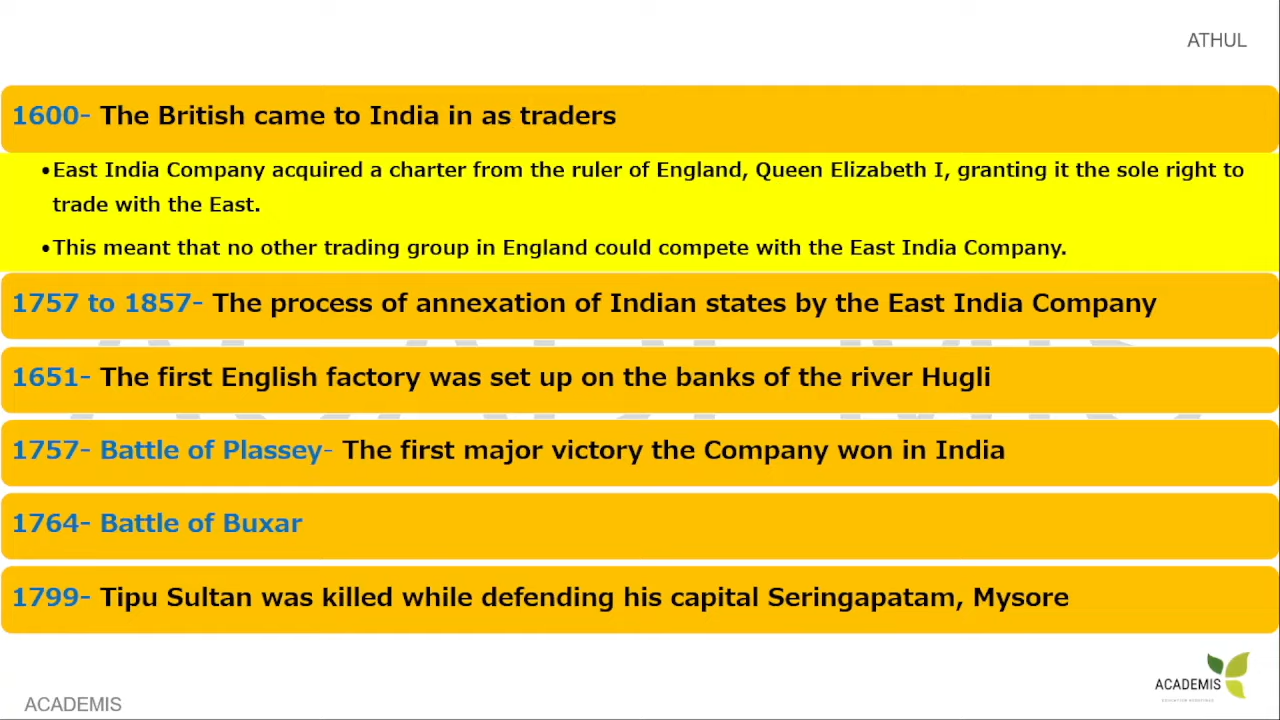 ATHUL
1600- The British came to India in as traders
•East India Company acquired a charter from the ruler of England, Queen Elizabeth I, granting it the sole right to
trade with the East.
•This meant that no other trading group in England could compete with the East India Company.
1757 to 1857- The process of annexation of Indian states by the East India Company
1651- The first English factory was set up on the banks of the river Hugli
1757- Battle of Plassey- The first major victory the Company won in India
1764- Battle of Buxar
1799- Tipu Sultan was killed while defending his capital Seringapatam, Mysore
ACADEMIS
ACADEMIS